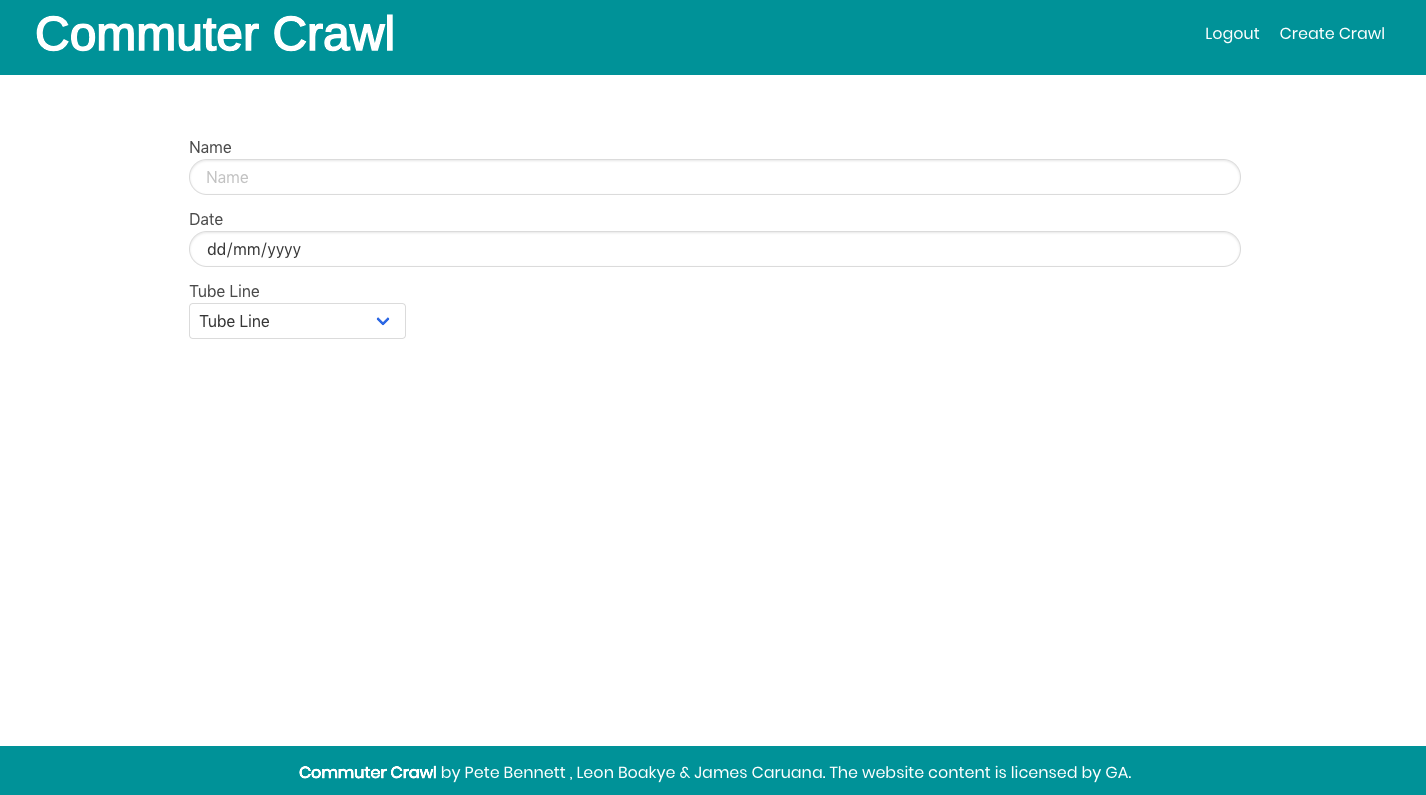 Commuter Crawl
Logout Create Crawl
Name
Name
Date
dd/mm/yyyy
Tube Line
Tube Line
Commuter Crawl by Pete Bennett , Leon Boakye & James Caruana. The website content is licensed by GA.